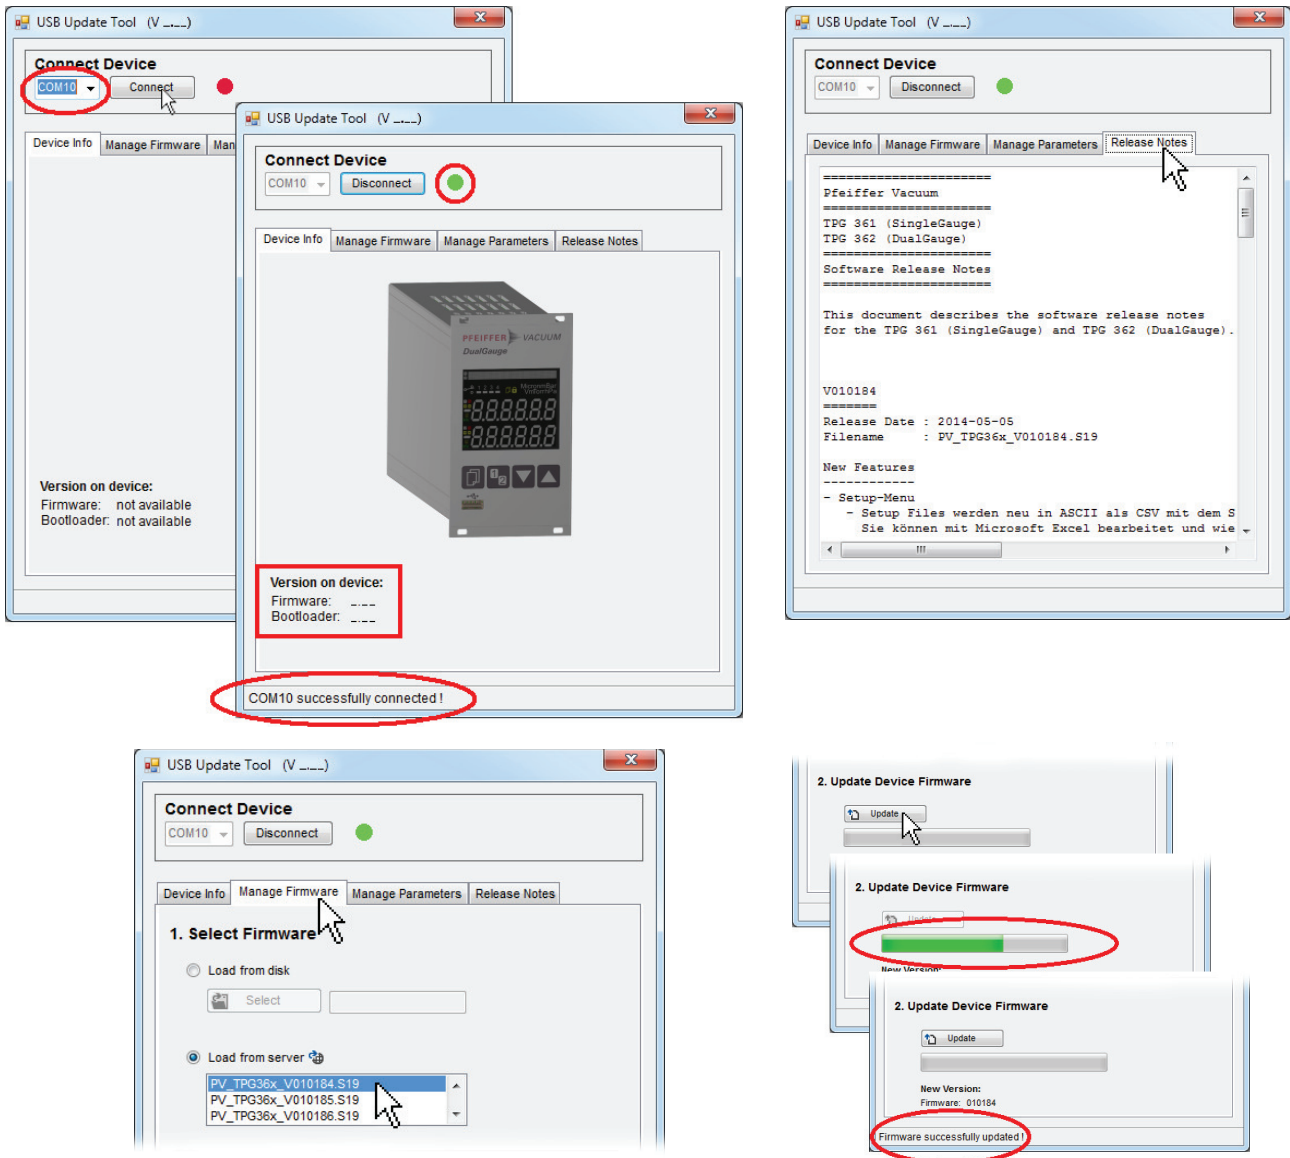 USB Update Tool (V _.__)
Connect Device
COM10
Connect
Device Info
Manage Firmware
Man
Version on device:
Firmware: not available
Bootloader: not available
USB Update Tool (V _.__)
Connect Device
COM10
Disconnect
Device Info
Manage Firmware
Manage Parameters
Release Notes
PFEIFFER VACUUM
DualGauge
Version on device:
Firmware: _.__
Bootloader: _.__
COM10 successfully connected !
USB Update Tool (V _.__)
Connect Device
COM10
Disconnect
Device Info
Manage Firmware
Manage Parameters
Release Notes
======================
Pfeiffer Vacuum
======================
TPG 361 (SingleGauge)
TPG 362 (DualGauge)
======================
Software Release Notes
======================
This document describes the software release notes
for the TPG 361 (SingleGauge) and TPG 362 (DualGauge).
V010184
=======
Release Date : 2014-05-05
Filename : PV_TPG36x_V010184.S19
New Features
------------
- Setup-Menu
- Setup Files werden neu in ASCII als CSV mit dem S
Sie können mit Microsoft Excel bearbeitet und wie
USB Update Tool (V _.__)
Connect Device
COM10
Disconnect
Device Info
Manage Firmware
Manage Parameters
Release Notes
1. Select Firmware
Load from disk
Select
Load from server
PV_TPG36x_V010184.S19
PV_TPG36x_V010185.S19
PV_TPG36x_V010186.S19
2. Update Device Firmware
Update
2. Update Device Firmware
Update
New Version:
2. Update Device Firmware
Update
New Version:
Firmware: 010184
Firmware successfully updated !